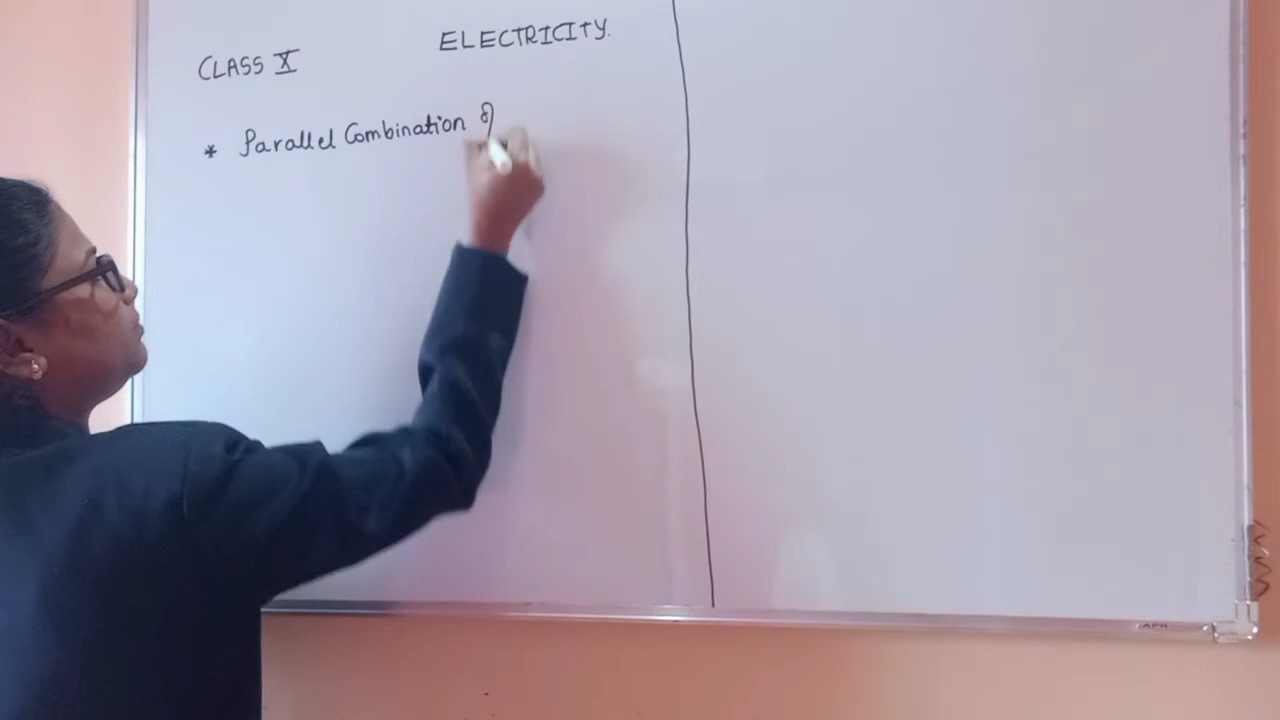 ELECTRICITY.
CLASS X
* Parallel Combination of